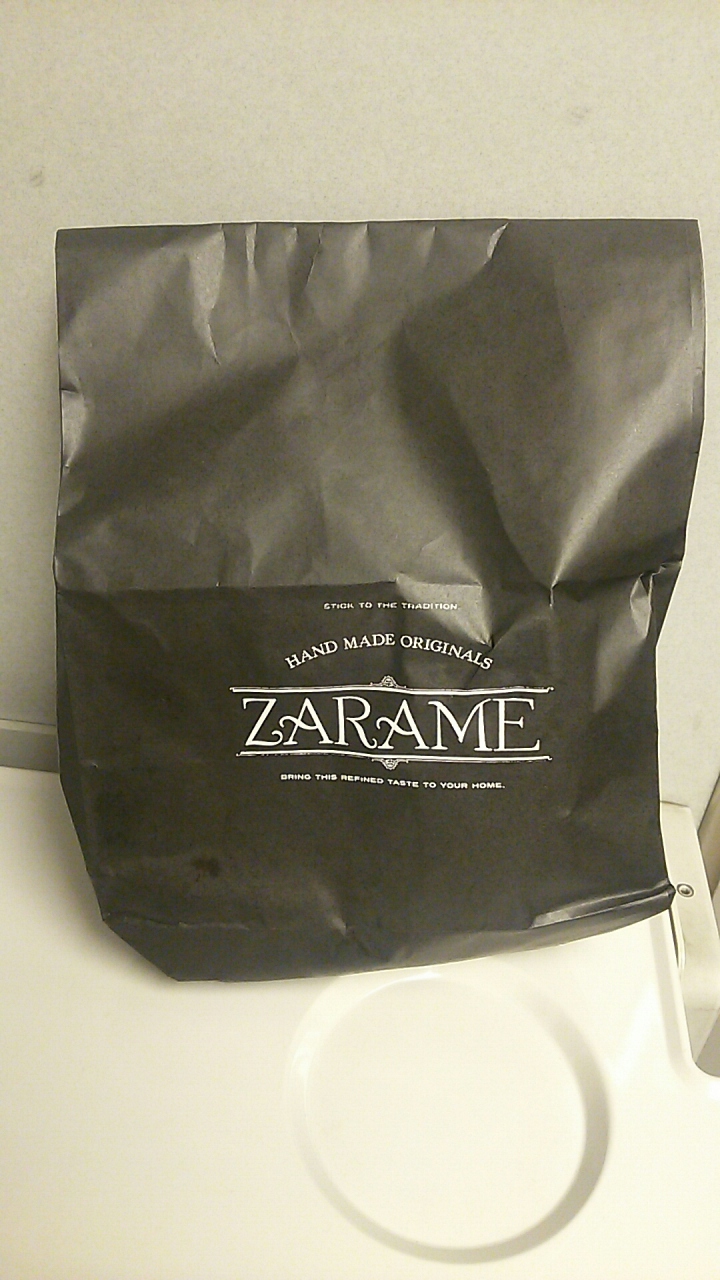 STICK TO THE TRADITION.
HAND MADE ORIGINALS
ZARAME
BRING THIS REFINED TASTE TO YOUR HOME.